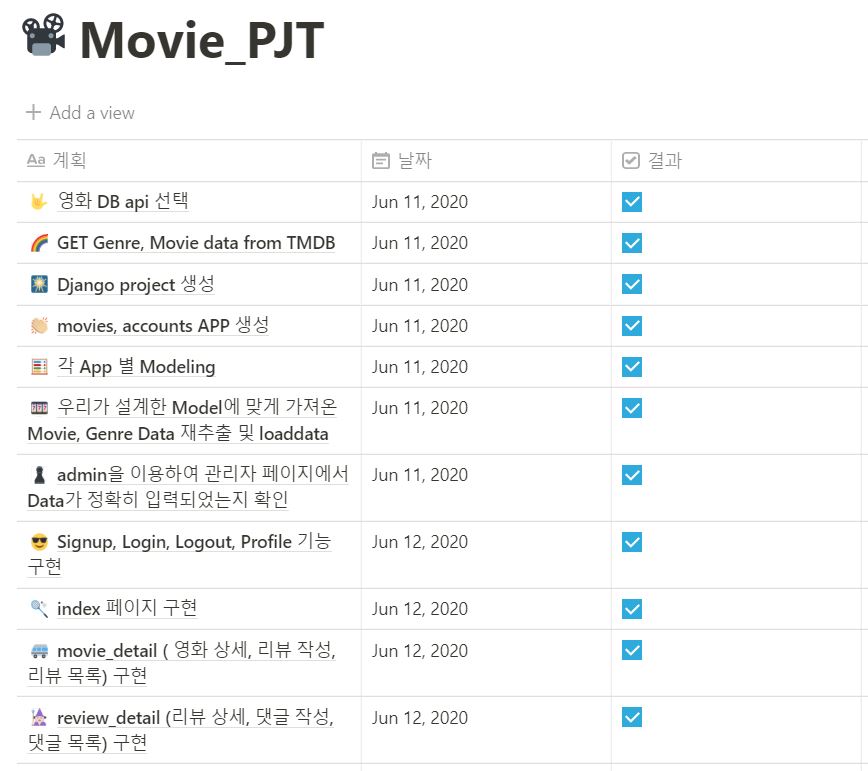 Movie_PJT
Add a view
Aa 계획 날짜 결과
영화 DB api 선택 Jun 11, 2020
GET Genre, Movie data from TMDB Jun 11, 2020
Django project 생성 Jun 11, 2020
movies, accounts APP 생성 Jun 11, 2020
각 App 별 Modeling Jun 11, 2020
우리가 설계한 Model에 맞게 가져온 Jun 11, 2020
Movie, Genre Data 재추출 및 loaddata
admin을 이용하여 관리자 페이지에서 Jun 11, 2020
Data가 정확히 입력되었는지 확인
Signup, Login, Logout, Profile 기능 Jun 12, 2020
구현
index 페이지 구현 Jun 12, 2020
movie_detail ( 영화 상세, 리뷰 작성, Jun 12, 2020
리뷰 목록) 구현
review_detail (리뷰 상세, 댓글 작성, Jun 12, 2020
댓글 목록) 구현